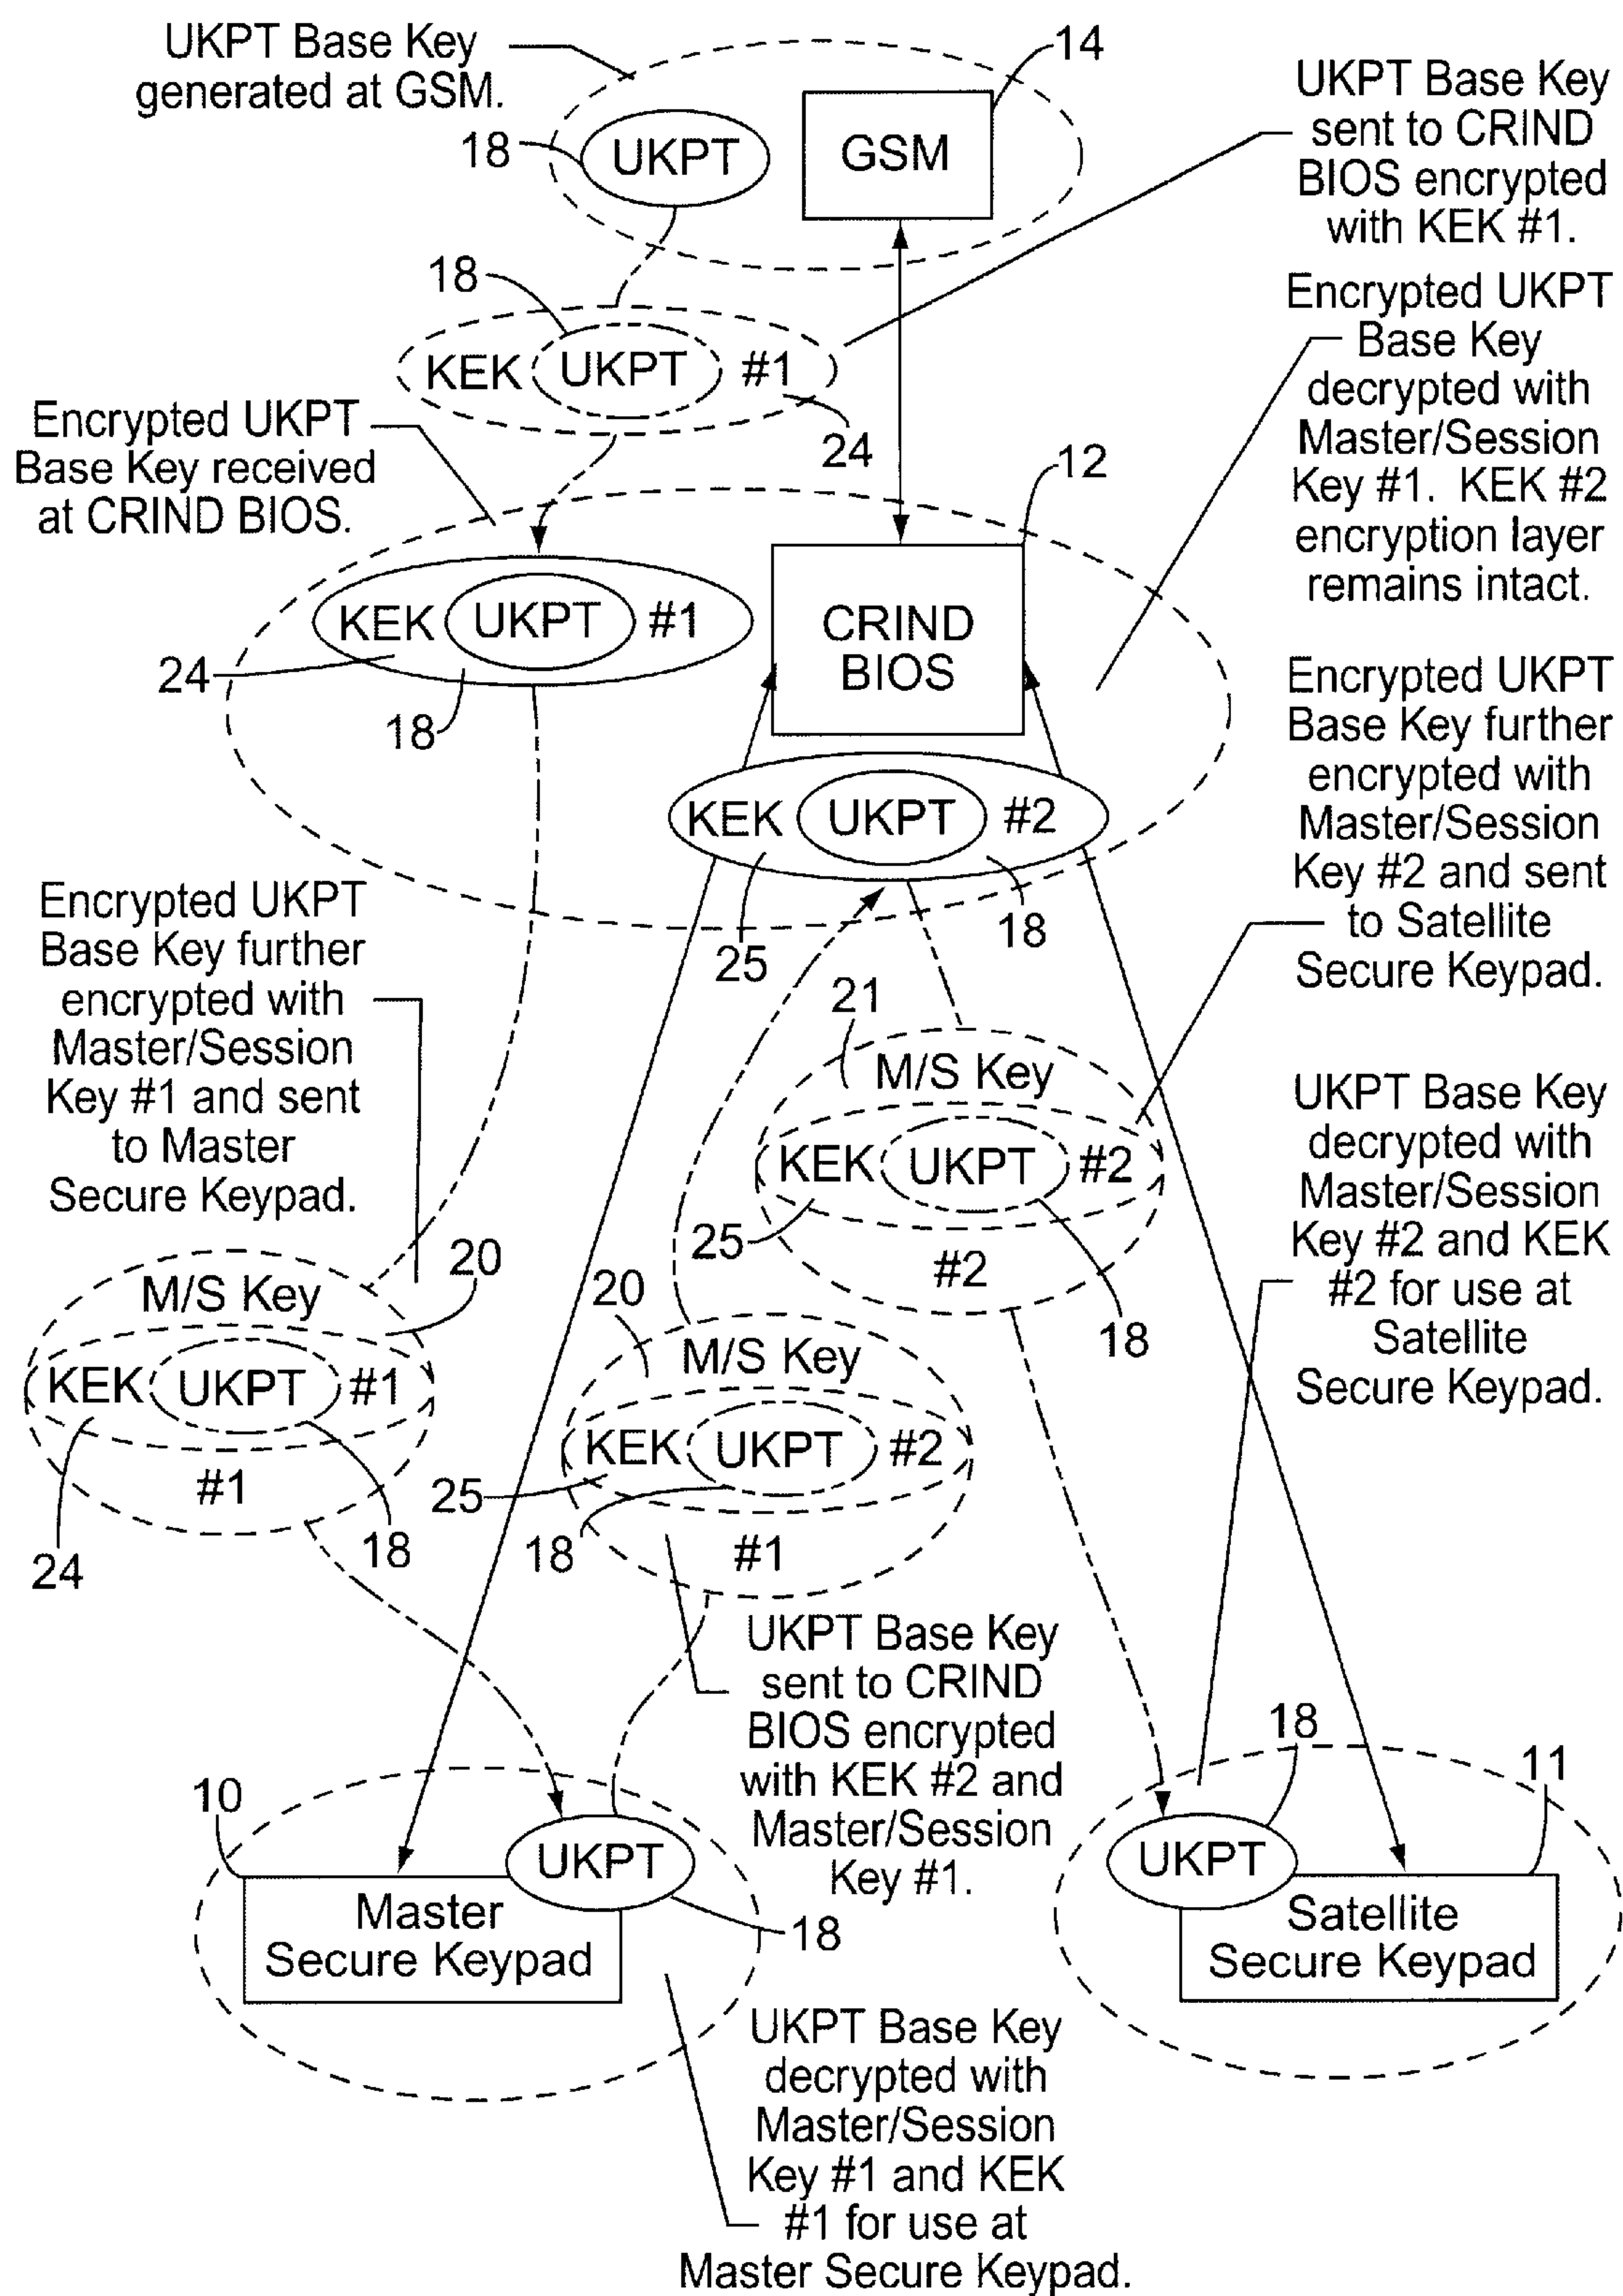 UKPT Base Key
generated at GSM.
14
UKPT Base Key
sent to CRIND
BIOS encrypted
with KEK #1.
18
UKPT
GSM
18
KEK UKPT #1
24
Encrypted UKPT
Base Key received
at CRIND BIOS.
Encrypted UKPT
Base Key
decrypted with
Master/Session
Key #1. KEK #2
encryption layer
remains intact.
12
KEK UKPT #1
24
18
CRIND
BIOS
KEK UKPT #2
25
18
Encrypted UKPT
Base Key further
encrypted with
Master/Session
Key #2 and sent
to Satellite
Secure Keypad.
Encrypted UKPT
Base Key further
encrypted with
Master/Session
Key #1 and sent
to Master
Secure Keypad.
21
M/S Key
KEK UKPT #2
25
#2
18
UKPT Base Key
decrypted with
Master/Session
Key #2 and KEK
#2 for use at
Satellite
Secure Keypad.
20
M/S Key
KEK UKPT #1
#1
24
18
20
M/S Key
KEK UKPT #2
25
18
#1
UKPT Base Key
sent to CRIND
BIOS encrypted
with KEK #2 and
Master/Session
Key #1.
10
UKPT
Master
Secure Keypad
18
18
11
UKPT
Satellite
Secure Keypad
UKPT Base Key
decrypted with
Master/Session
Key #1 and KEK
#1 for use at
Master Secure Keypad.